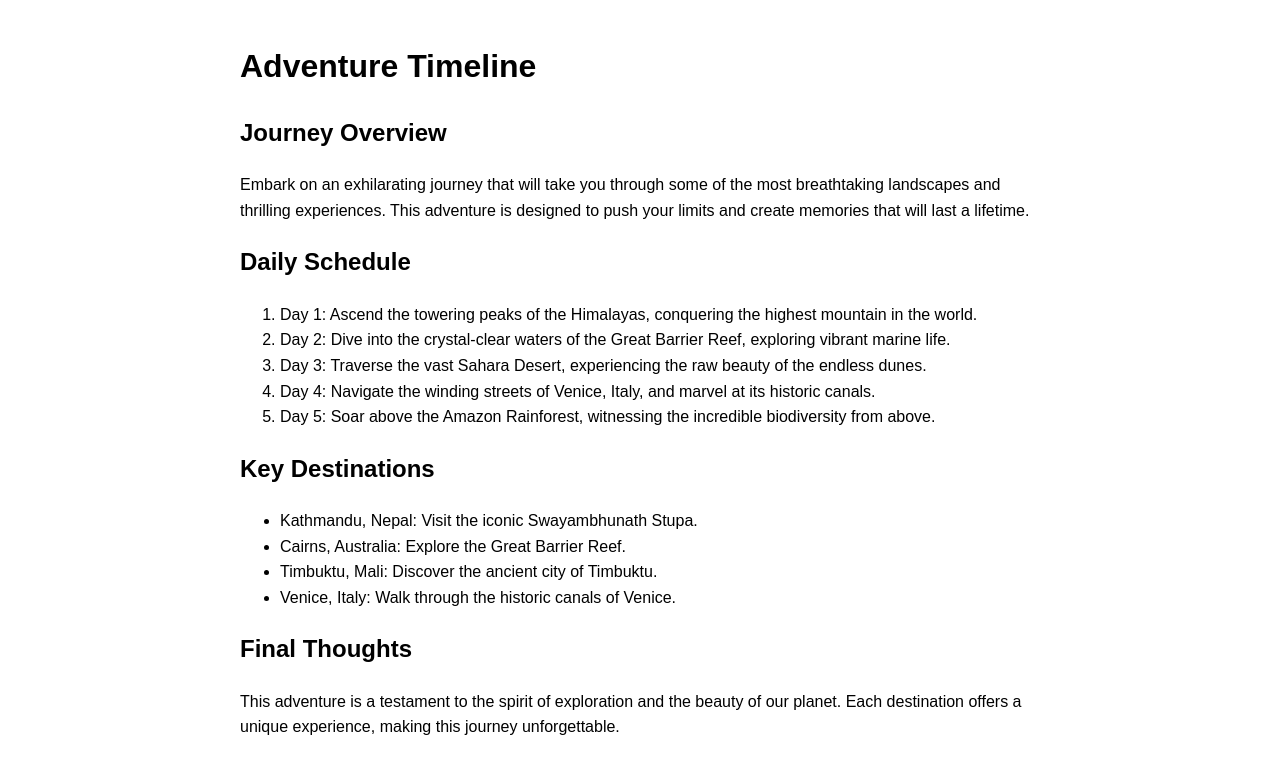 Adventure Timeline
Journey Overview
Embark on an exhilarating journey that will take you through some of the most breathtaking landscapes and
thrilling experiences. This adventure is designed to push your limits and create memories that will last a lifetime.
Daily Schedule
1. Day 1: Ascend the towering peaks of the Himalayas, conquering the highest mountain in the world.
2. Day 2: Dive into the crystal-clear waters of the Great Barrier Reef, exploring vibrant marine life.
3. Day 3: Traverse the vast Sahara Desert, experiencing the raw beauty of the endless dunes.
4. Day 4: Navigate the winding streets of Venice, Italy, and marvel at its historic canals.
5. Day 5: Soar above the Amazon Rainforest, witnessing the incredible biodiversity from above.
Key Destinations
• Kathmandu, Nepal: Visit the iconic Swayambhunath Stupa.
• Cairns, Australia: Explore the Great Barrier Reef.
• Timbuktu, Mali: Discover the ancient city of Timbuktu.
• Venice, Italy: Walk through the historic canals of Venice.
Final Thoughts
This adventure is a testament to the spirit of exploration and the beauty of our planet. Each destination offers a
unique experience, making this journey unforgettable.